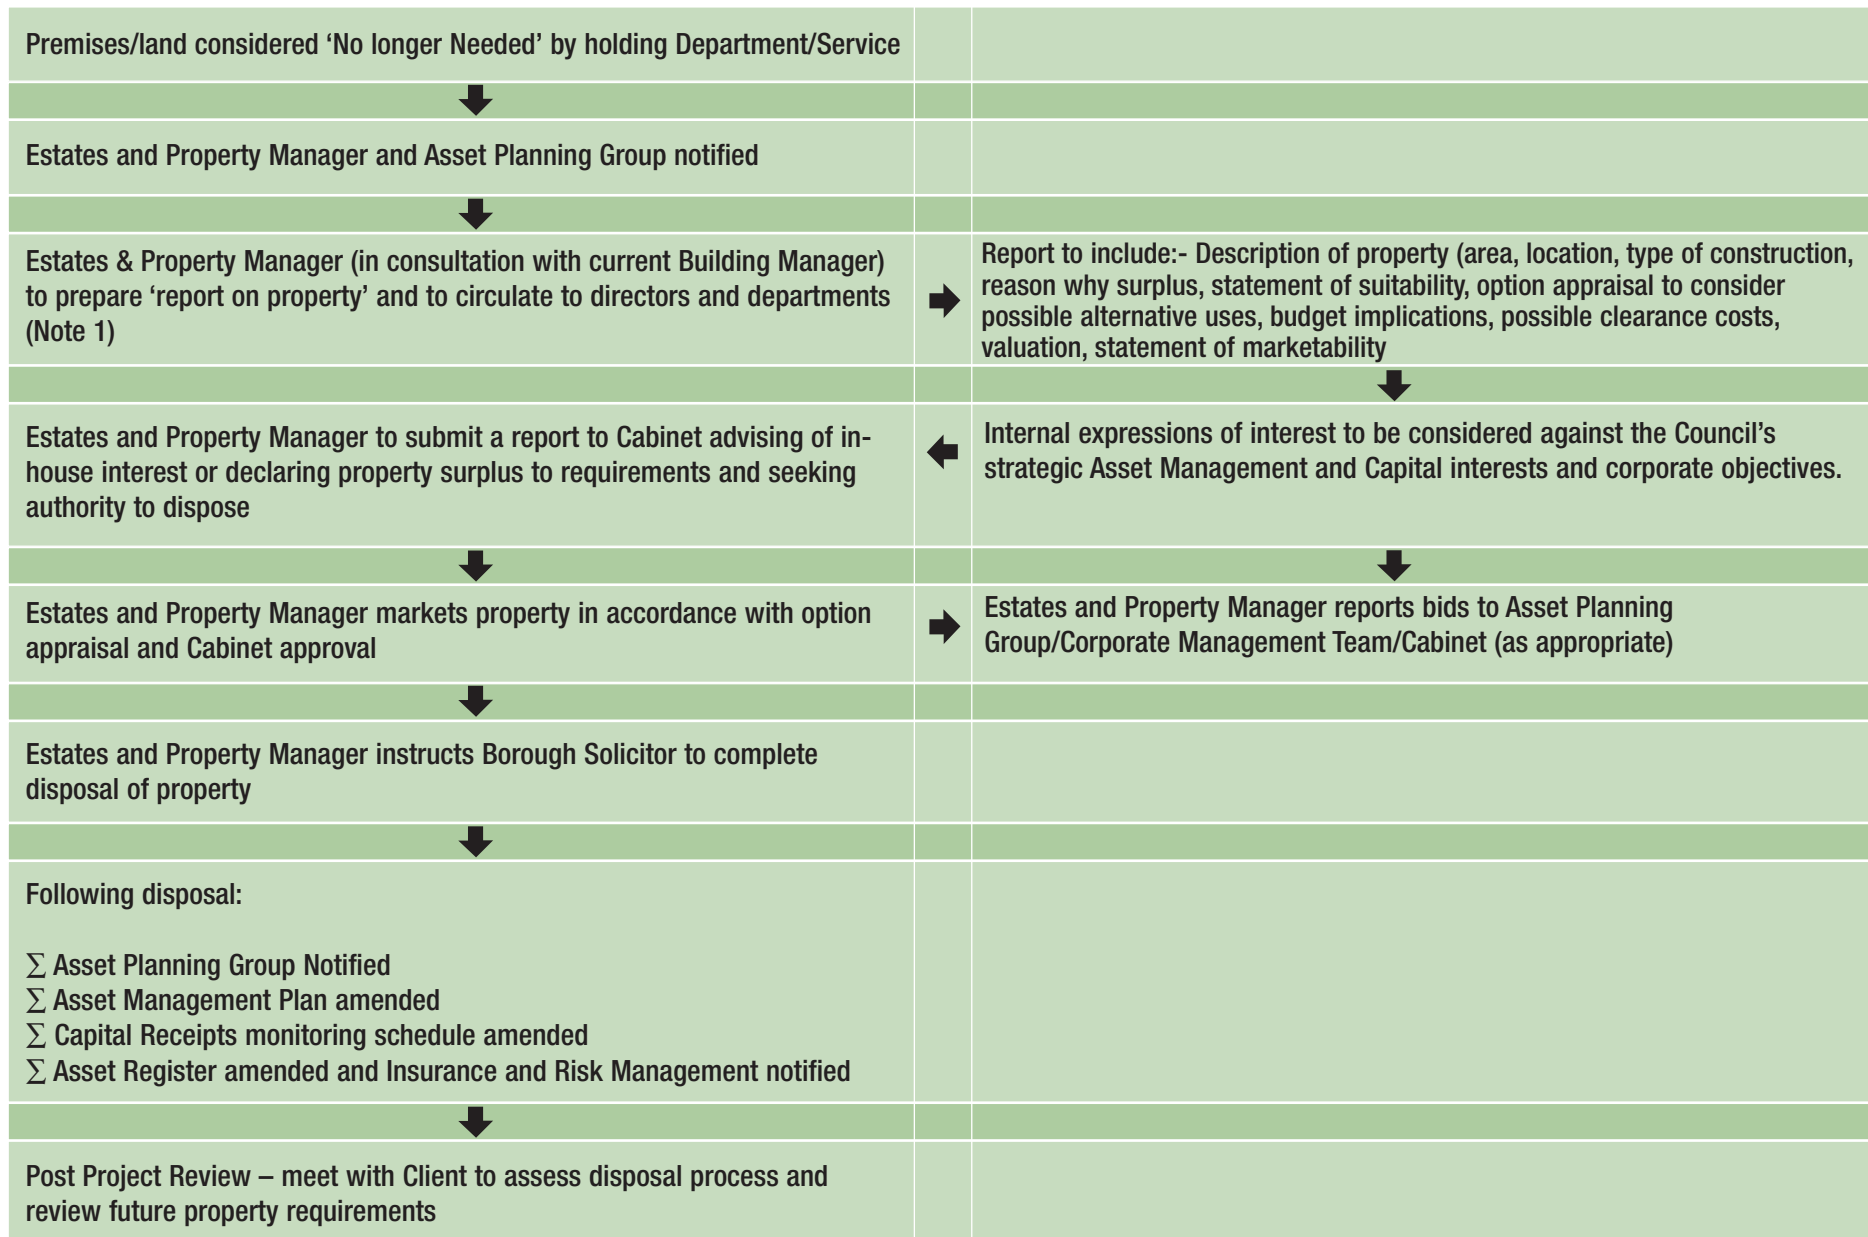 Premises/land considered ‘No longer Needed’ by holding Department/Service
Estates and Property Manager and Asset Planning Group notified
Estates & Property Manager (in consultation with current Building Manager)
to prepare ‘report on property’ and to circulate to directors and departments
(Note 1)
Report to include:- Description of property (area, location, type of construction,
reason why surplus, statement of suitability, option appraisal to consider
possible alternative uses, budget implications, possible clearance costs,
valuation, statement of marketability
Estates and Property Manager to submit a report to Cabinet advising of in-
house interest or declaring property surplus to requirements and seeking
authority to dispose
Internal expressions of interest to be considered against the Council’s
strategic Asset Management and Capital interests and corporate objectives.
Estates and Property Manager markets property in accordance with option
appraisal and Cabinet approval
Estates and Property Manager reports bids to Asset Planning
Group/Corporate Management Team/Cabinet (as appropriate)
Estates and Property Manager instructs Borough Solicitor to complete
disposal of property
Following disposal:
∑ Asset Planning Group Notified
∑ Asset Management Plan amended
∑ Capital Receipts monitoring schedule amended
∑ Asset Register amended and Insurance and Risk Management notified
Post Project Review – meet with Client to assess disposal process and
review future property requirements